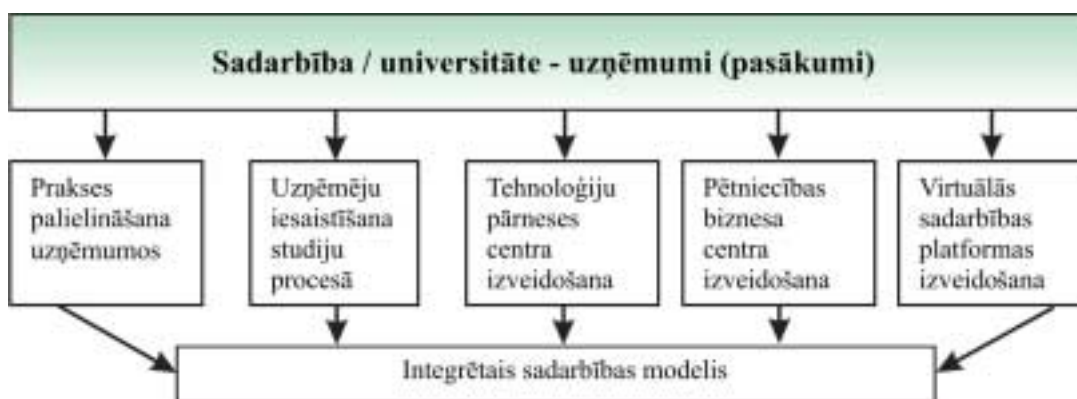 Sadarbība / universitāte - uzņēmumi (pasākumi)
Prakses
palielināšana
uzņēmumos
Uzņēmēju
iesaistīšana
studiju
procesā
Tehnoloģiju
pārneses
centra
izveidošana
Pētniecības
biznesa
centra
izveidošana
Virtuālās
sadarbības
platformas
izveidošana
Integrētais sadarbības modelis